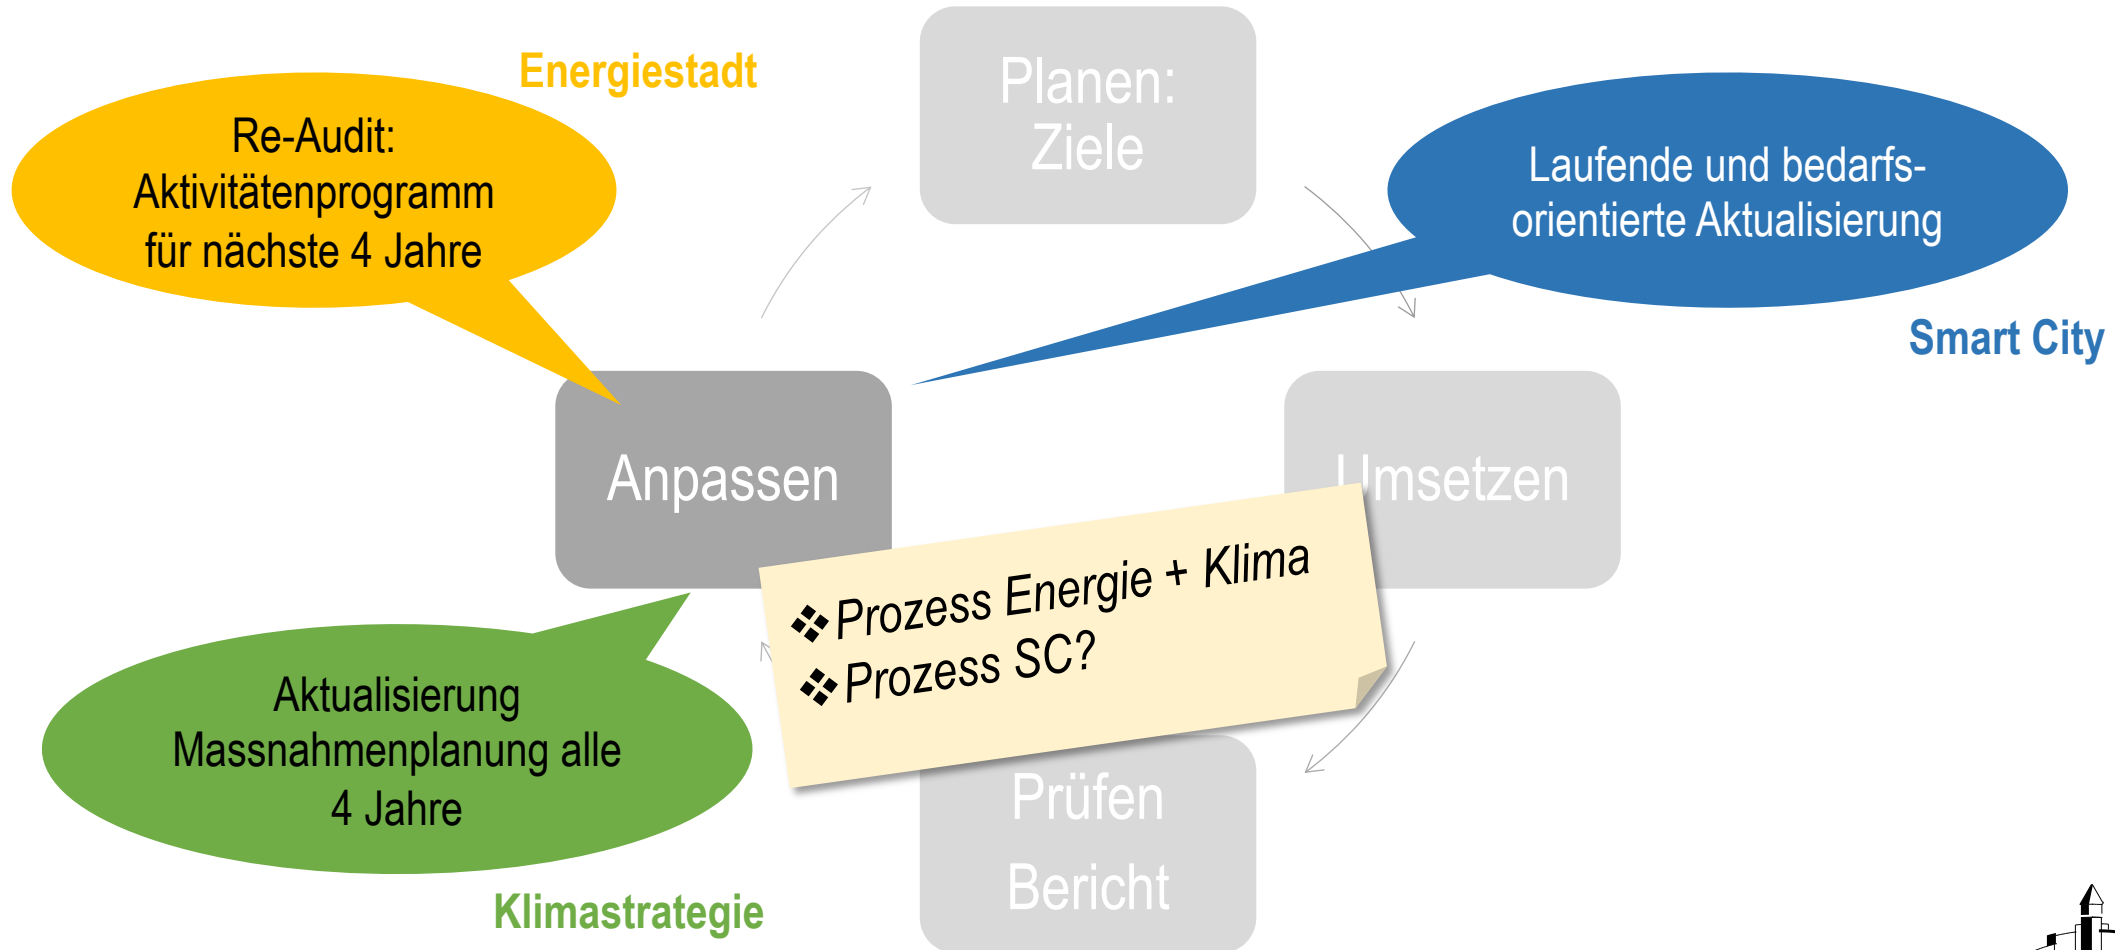 Energiestadt
Re-Audit:
Aktivitätenprogramm
für nächste 4 Jahre
Planen:
Ziele
Laufende und bedarfs-
orientierte Aktualisierung
Smart City
Anpassen
Umsetzen
❖Prozess Energie + Klima
❖Prozess SC?
Aktualisierung
Massnahmenplanung alle
4 Jahre
Klimastrategie
Prüfen
Bericht